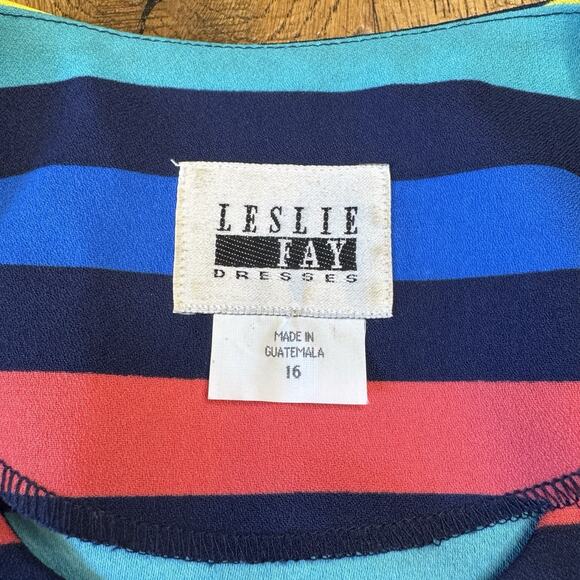 LESLIE
FAY
DRESSES
MADE IN
GUATEMALA
16